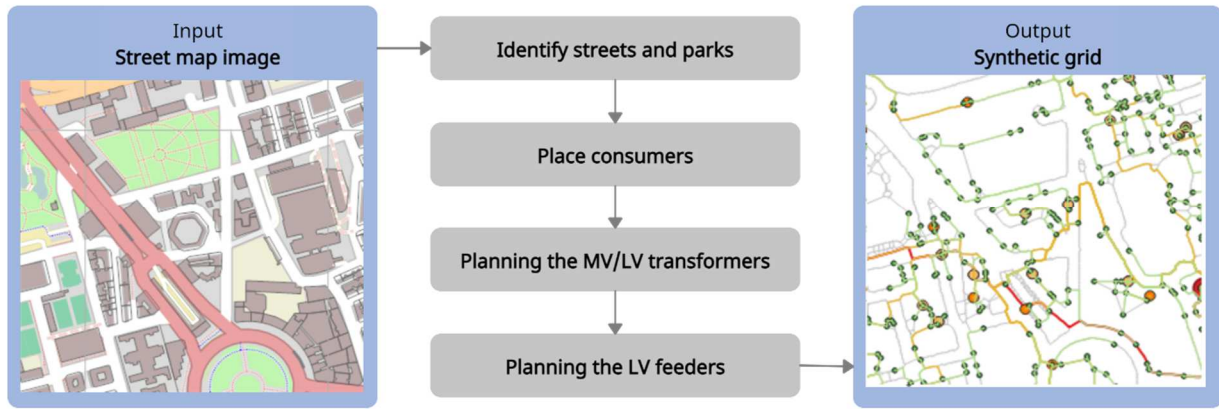 Input
Street map image
Identify streets and parks
Place consumers
Planning the MV/LV transformers
Planning the LV feeders
Output
Synthetic grid